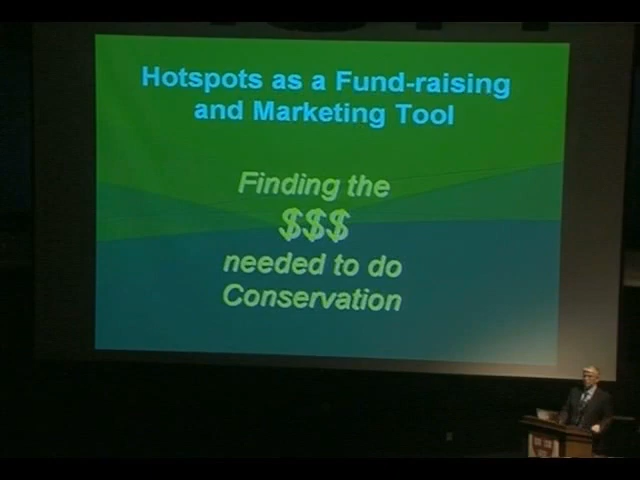 Hotspots as a Fund-raising
and Marketing Tool
Finding the
$$$
needed to do
Conservation